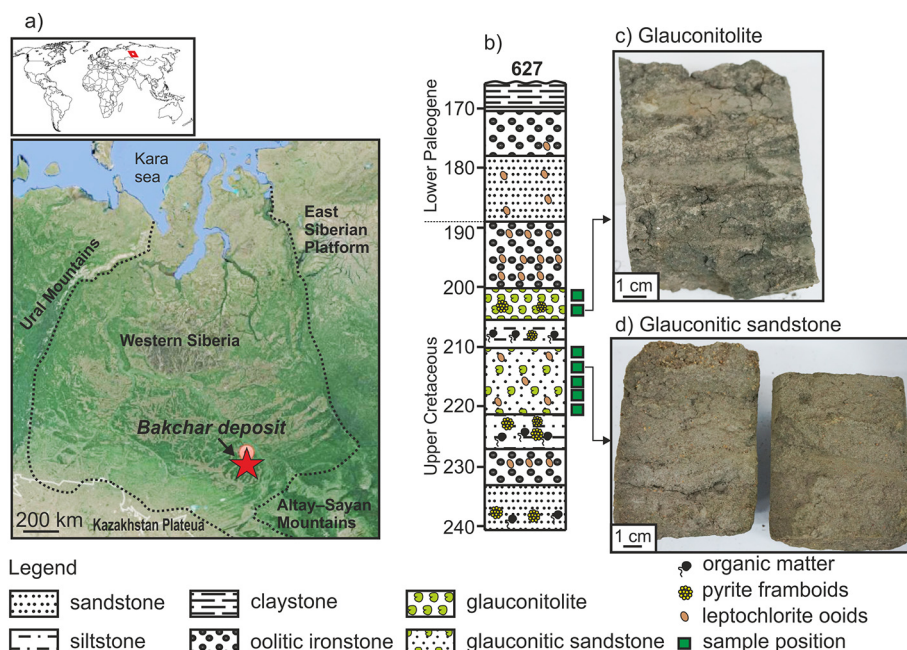 a)
Kara
sea
East
Siberian
Platform
Ural Mountains
Western Siberia
Bakchar deposit
200 km
Kazakhstan Plateua
Altay–Sayan
Mountains
b)
627
Lower Paleogene
Upper Cretaceous
170
180
190
200
210
220
230
240
c) Glauconitolite
1 cm
d) Glauconitic sandstone
1 cm
Legend
sandstone
siltstone
claystone
oolitic ironstone
glauconitolite
glauconitic sandstone
organic matter
pyrite framboids
leptochlorite ooids
sample position